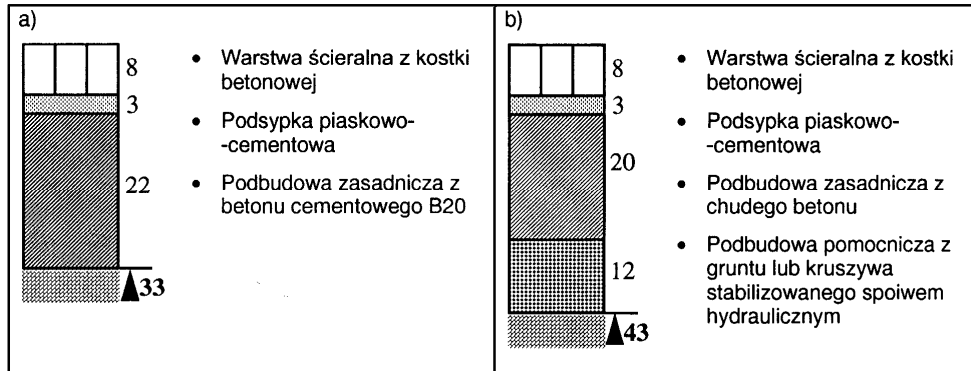 a)
8
3
22
33
• Warstwa ścieralna z kostki
betonowej
• Podsypka piaskowo-
-cementowa
• Podbudowa zasadnicza z
betonu cementowego B20
b)
8
3
20
12
43
• Warstwa ścieralna z kostki
betonowej
• Podsypka piaskowo-
-cementowa
• Podbudowa zasadnicza z
chudego betonu
• Podbudowa pomocnicza z
gruntu lub kruszywa
stabilizowanego spoiwem
hydraulicznym